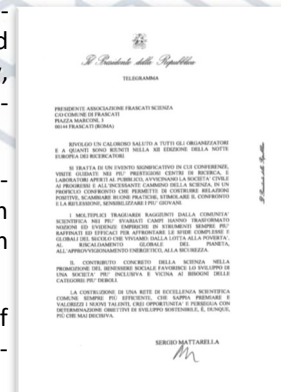 -
d
,
-
-
n
n
f
-
Il Presidente della Repubblica
TELEGRAMMA
PRESIDENTE ASSOCIAZIONE FRASCATI SCIENZA
C/O COMUNE DI FRASCATI
PIAZZA MARCONI, 3
00144 FRASCATI (ROMA)
RIVOLGO UN CALOROSO SALUTO A TUTTI GLI ORGANIZZATORI
E A QUANTI SONO RIUNITI NELLA XII EDIZIONE DELLA NOTTE
EUROPEA DEI RICERCATORI.
SI TRATTA DI UN EVENTO SIGNIFICATIVO IN CUI CONFERENZE,
VISITE GUIDATE NEI PIU' PRESTIGIOSI CENTRI DI RICERCA, E
LABORATORI APERTI AL PUBBLICO, AVVICINANO LA SOCIETA' CIVILE
AI PROGRESSI E ALL'INCESSANTE CAMMINO DELLA SCIENZA, IN UN
PROFICUO CONFRONTO CHE PERMETTE DI COSTRUIRE RELAZIONI
POSITIVE, SCAMBIARE BUONE PRATICHE, STIMOLARE IL CONFRONTO
E LA RIFLESSIONE, SENSIBILIZZARE I PIU' GIOVANI.
I MOLTEPLICI TRAGUARDI RAGGIUNTI DALLA COMUNITA'
SCIENTIFICA NEI PIU' SVARIATI CAMPI HANNO TRASFORMATO
NOZIONI ED EVIDENZE EMPIRICHE IN STRUMENTI SEMPRE PIU'
RAFFINATI ED EFFICACI PER AFFRONTARE LE SFIDE COMPLESSE E
GLOBALI DEL SECOLO CHE VIVIAMO: DALLA LOTTA ALLA POVERTA',
AL RISCALDAMENTO GLOBALE DEL PIANETA,
ALL'APPROVVIGIONAMENTO ENERGETICO, ALLA SICUREZZA.
IL CONTRIBUTO CONCRETO DELLA SCIENZA NELLA
PROMOZIONE DEL BENESSERE SOCIALE FAVORISCE LO SVILUPPO DI
UNA SOCIETA' PIU' INCLUSIVA E VICINA AI BISOGNI DELLE
CATEGORIE PIU' DEBOLI.
LA COSTRUZIONE DI UNA RETE DI ECCELLENZA SCIENTIFICA
COMUNE SEMPRE PIU' EFFICIENTE, CHE SAPPIA PREMIARE E
VALORIZZARE I NUOVI TALENTI, CREI OPPORTUNITA' E PERSEGUA CON
DETERMINAZIONE OBIETTIVI DI SVILUPPO SOSTENIBILE, E', DUNQUE,
PIU' CHE MAI DECISIVA.
SERGIO MATTARELLA